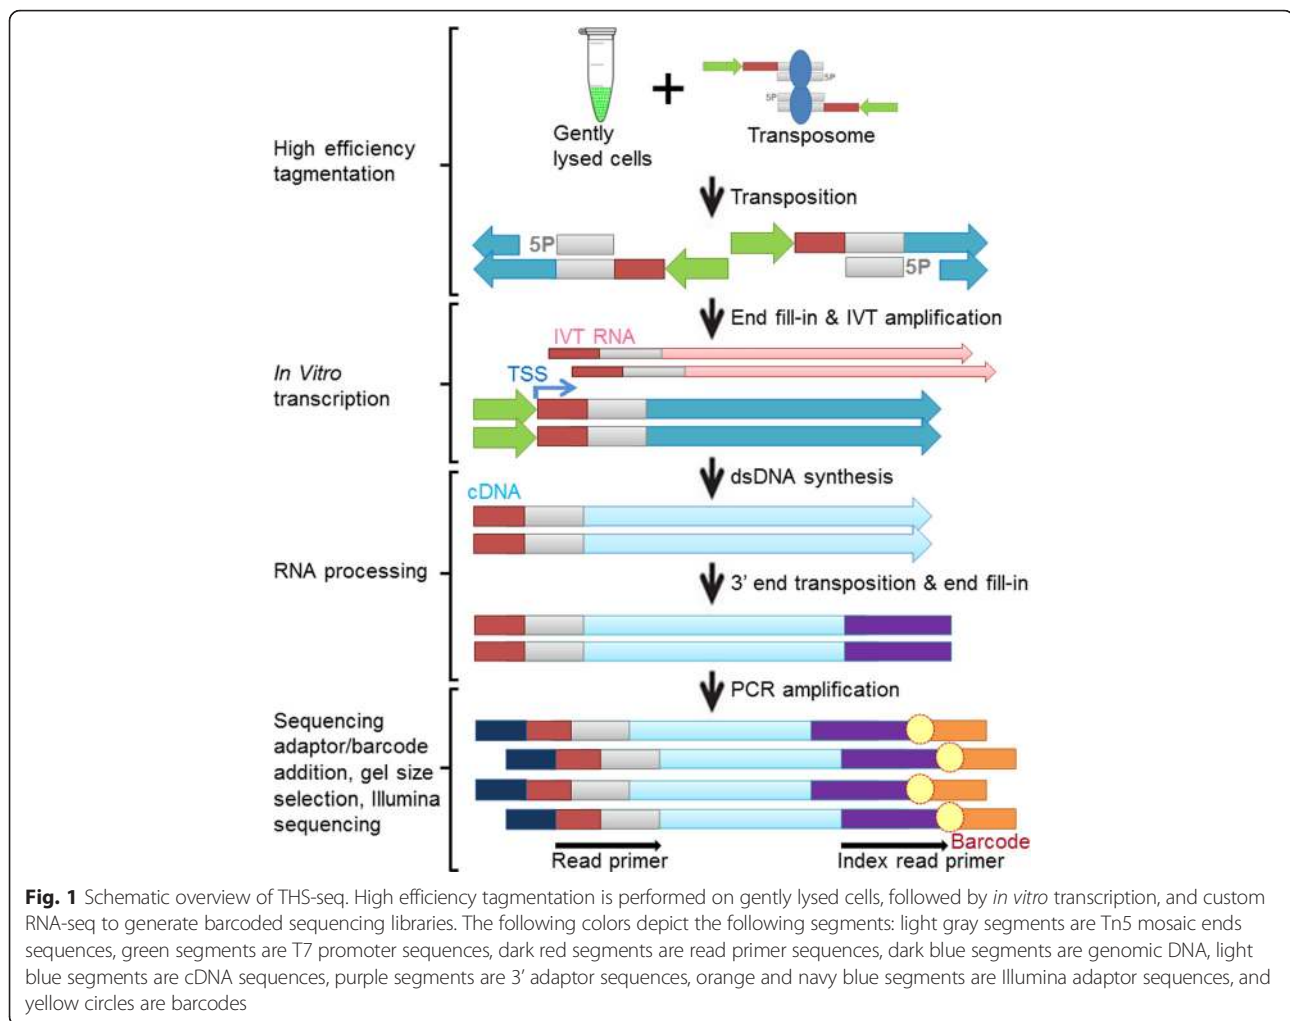 High efficiency
tagmentation
Gently
lysed cells
+
5P
5P
Transposome
Transposition
5P
5P
End fill-in & IVT amplification
IVT RNA
TSS
In Vitro
transcription
dsDNA synthesis
cDNA
RNA processing
3' end transposition & end fill-in
PCR amplification
Sequencing
adaptor/barcode
addition, gel size
selection, Illumina
sequencing
Barcode
Read primer
Index read primer
Fig. 1 Schematic overview of THS-seq. High efficiency tagmentation is performed on gently lysed cells, followed by in vitro transcription, and custom
RNA-seq to generate barcoded sequencing libraries. The following colors depict the following segments: light gray segments are Tn5 mosaic ends
sequences, green segments are T7 promoter sequences, dark red segments are read primer sequences, dark blue segments are genomic DNA, light
blue segments are cDNA sequences, purple segments are 3' adaptor sequences, orange and navy blue segments are Illumina adaptor sequences, and
yellow circles are barcodes